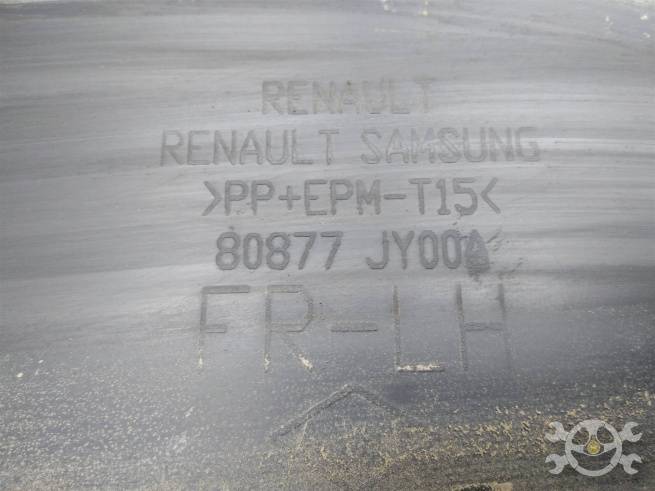 RENAULT
RENAULT SAMSUNG
>PP+EPM-T15<
80877 JY00A
FR-LH